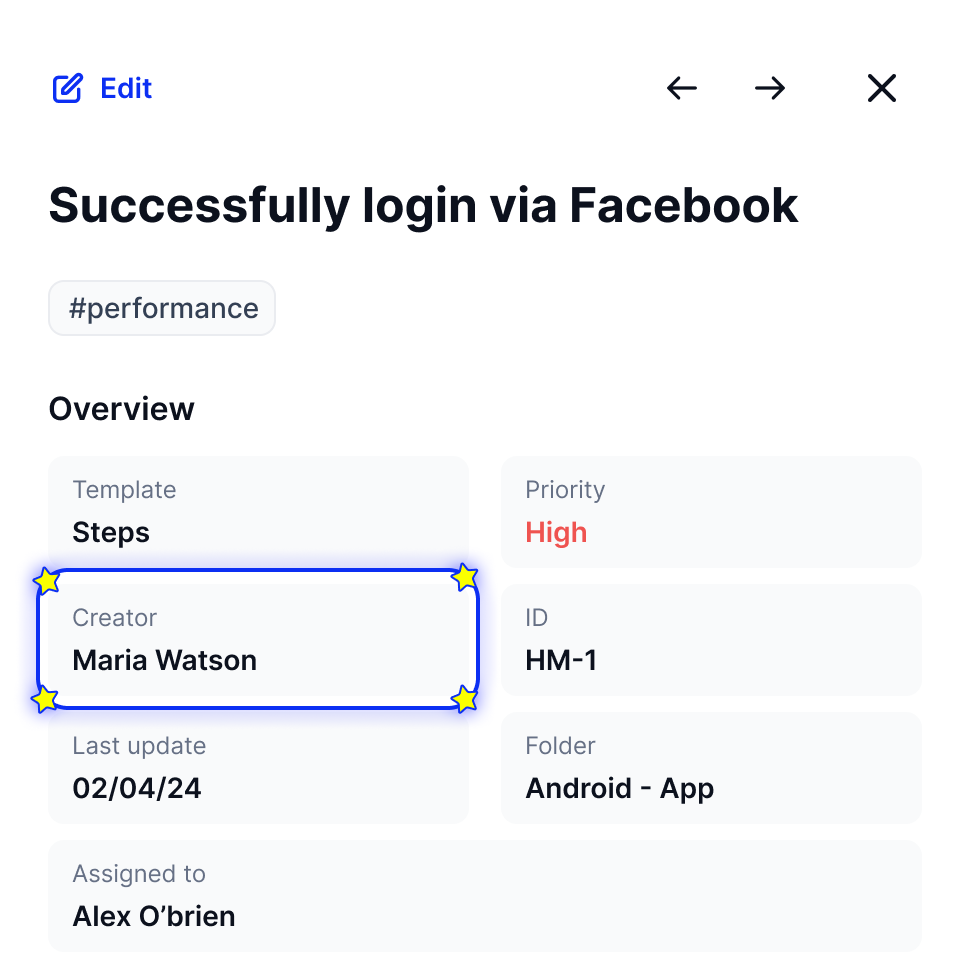 Edit
Successfully login via Facebook
#performance
Overview
Template
Steps
Priority
High
Creator
Maria Watson
ID
HM-1
Last update
02/04/24
Folder
Android - App
Assigned to
Alex O’brien